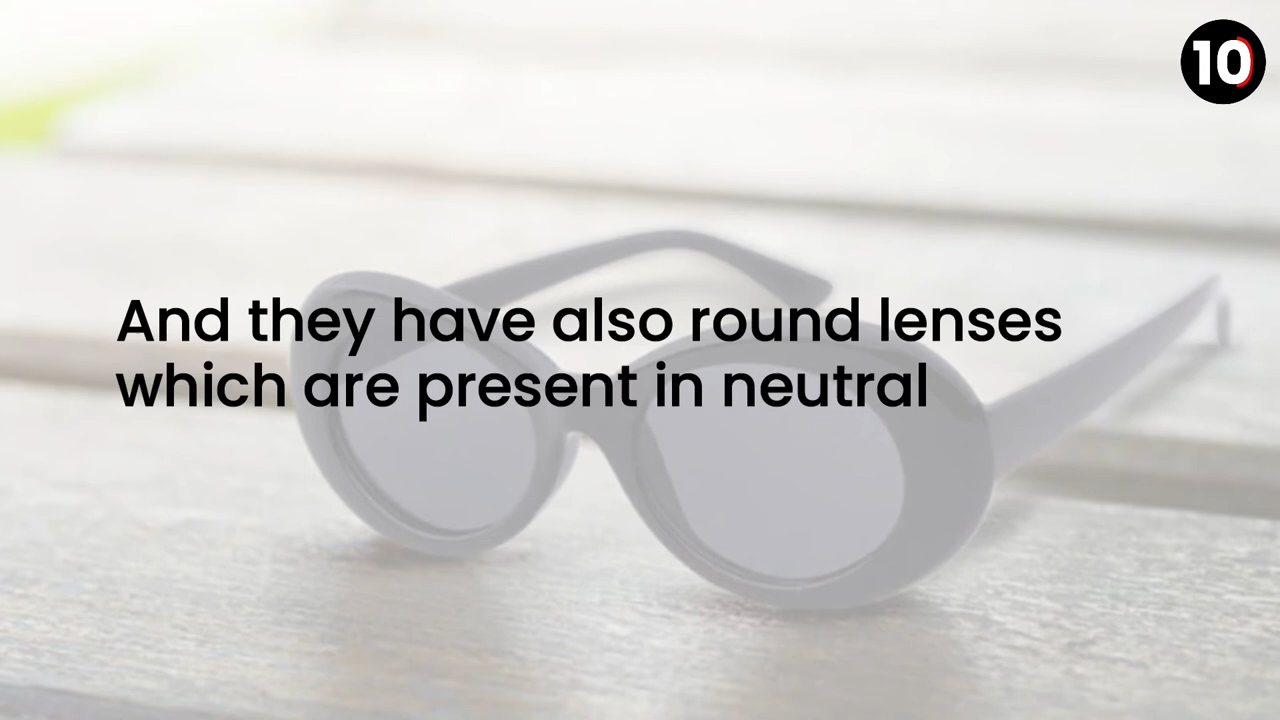 10
And they have also round lenses
which are present in neutral